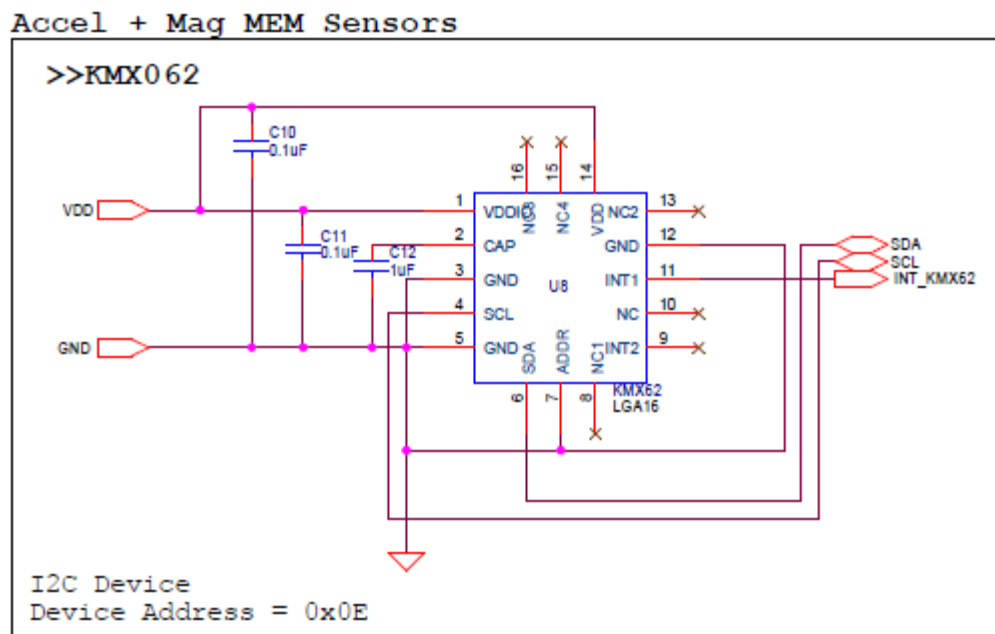 Accel + Mag MEM Sensors
>>KMX062
C10
0.1uF
16
15
14
NC3
NC4
VDD
VDD
1
VDDIO
NC2
13
C11
0.1uF
2
CAP
GND
12
SDA
C12
1uF
SCL
3
GND
INT1
11
INT_KMX62
U8
4
SCL
NC
10
GND
5
GND
INT2
9
SDA
ADDR
NC1
6
7
8
KMX62
LGA16
I2C Device
Device Address = 0x0E